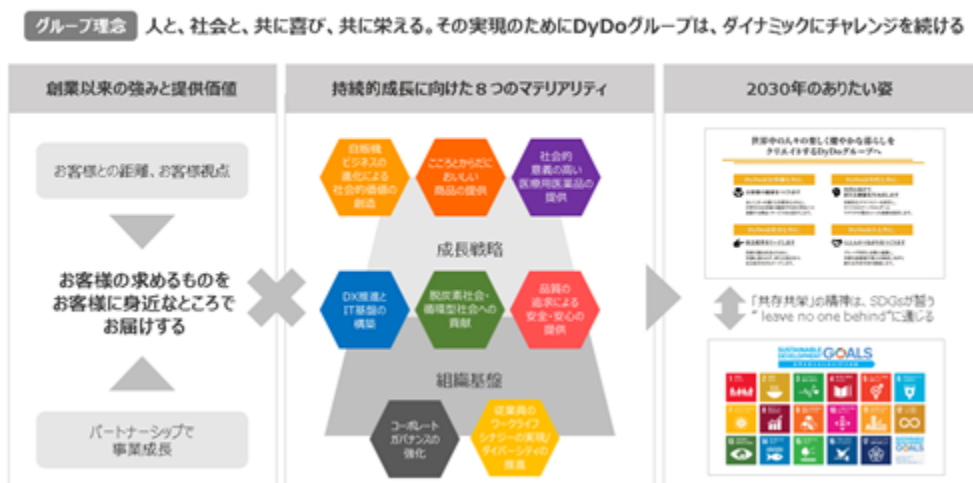 グループ理念 人と、社会と、共に喜び、共に栄える。その実現のためにDyDoグループは、ダイナミックにチャレンジを続ける
創業以来の強みと提供価値
お客様との距離、お客様視点
お客様の求めるものを
お客様に身近なところで
お届けする
パートナーシップで
事業成長
持続的成長に向けた8つのマテリアリティ
自販機
ビジネスの
進化による
社会的価値の
創造
こころとからだに
おいしい
商品の提供
社会的
意義の高い
医療用医薬品の
提供
成長戦略
DX推進と
IT基盤の
構築
脱炭素社会・
循環型社会への
貢献
品質の
追求による
安全・安心の
提供
組織基盤
コーポレート
ガバナンスの
強化
従業員の
ワークライフ
シナジーの実現/
ダイバーシティの
推進
2030年のありたい姿
世界中の人々の楽しく健やかな暮らしを
クリエイトするDyDoグループへ
「共存共栄」の精神は、SDGsが誓う
“ leave no one behind”に通じる
SUSTAINABLE
DEVELOPMENT GOALS